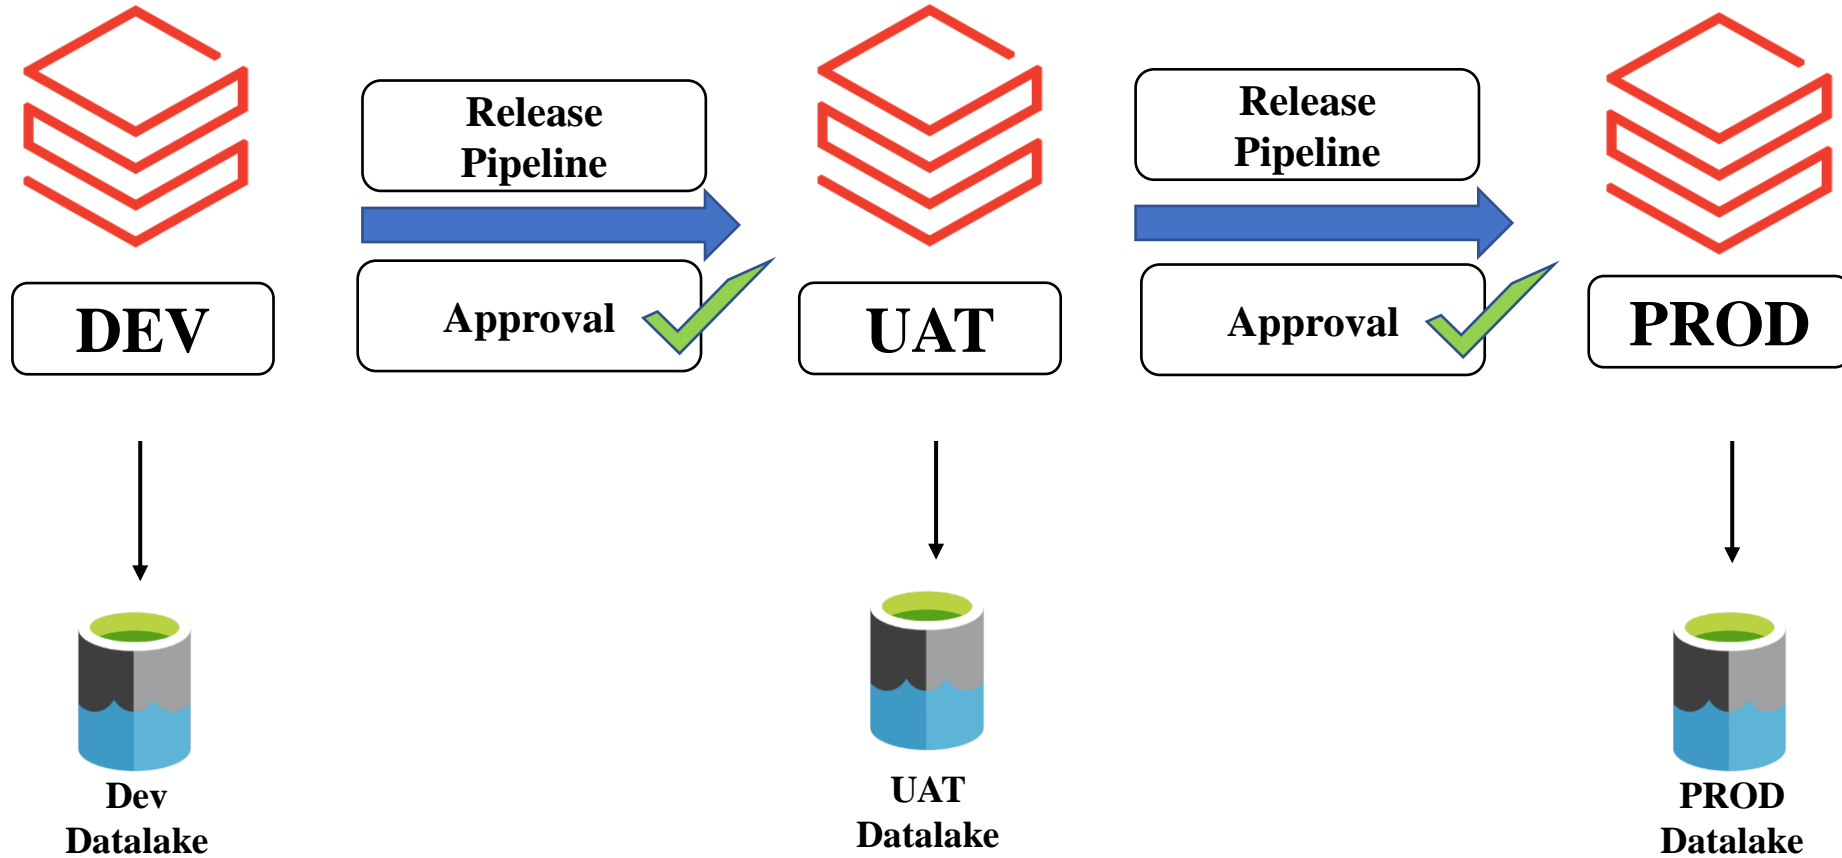 Release
Pipeline
Release
Pipeline
DEV
Approval
UAT
Approval
PROD
Dev
Datalake
UAT
Datalake
PROD
Datalake